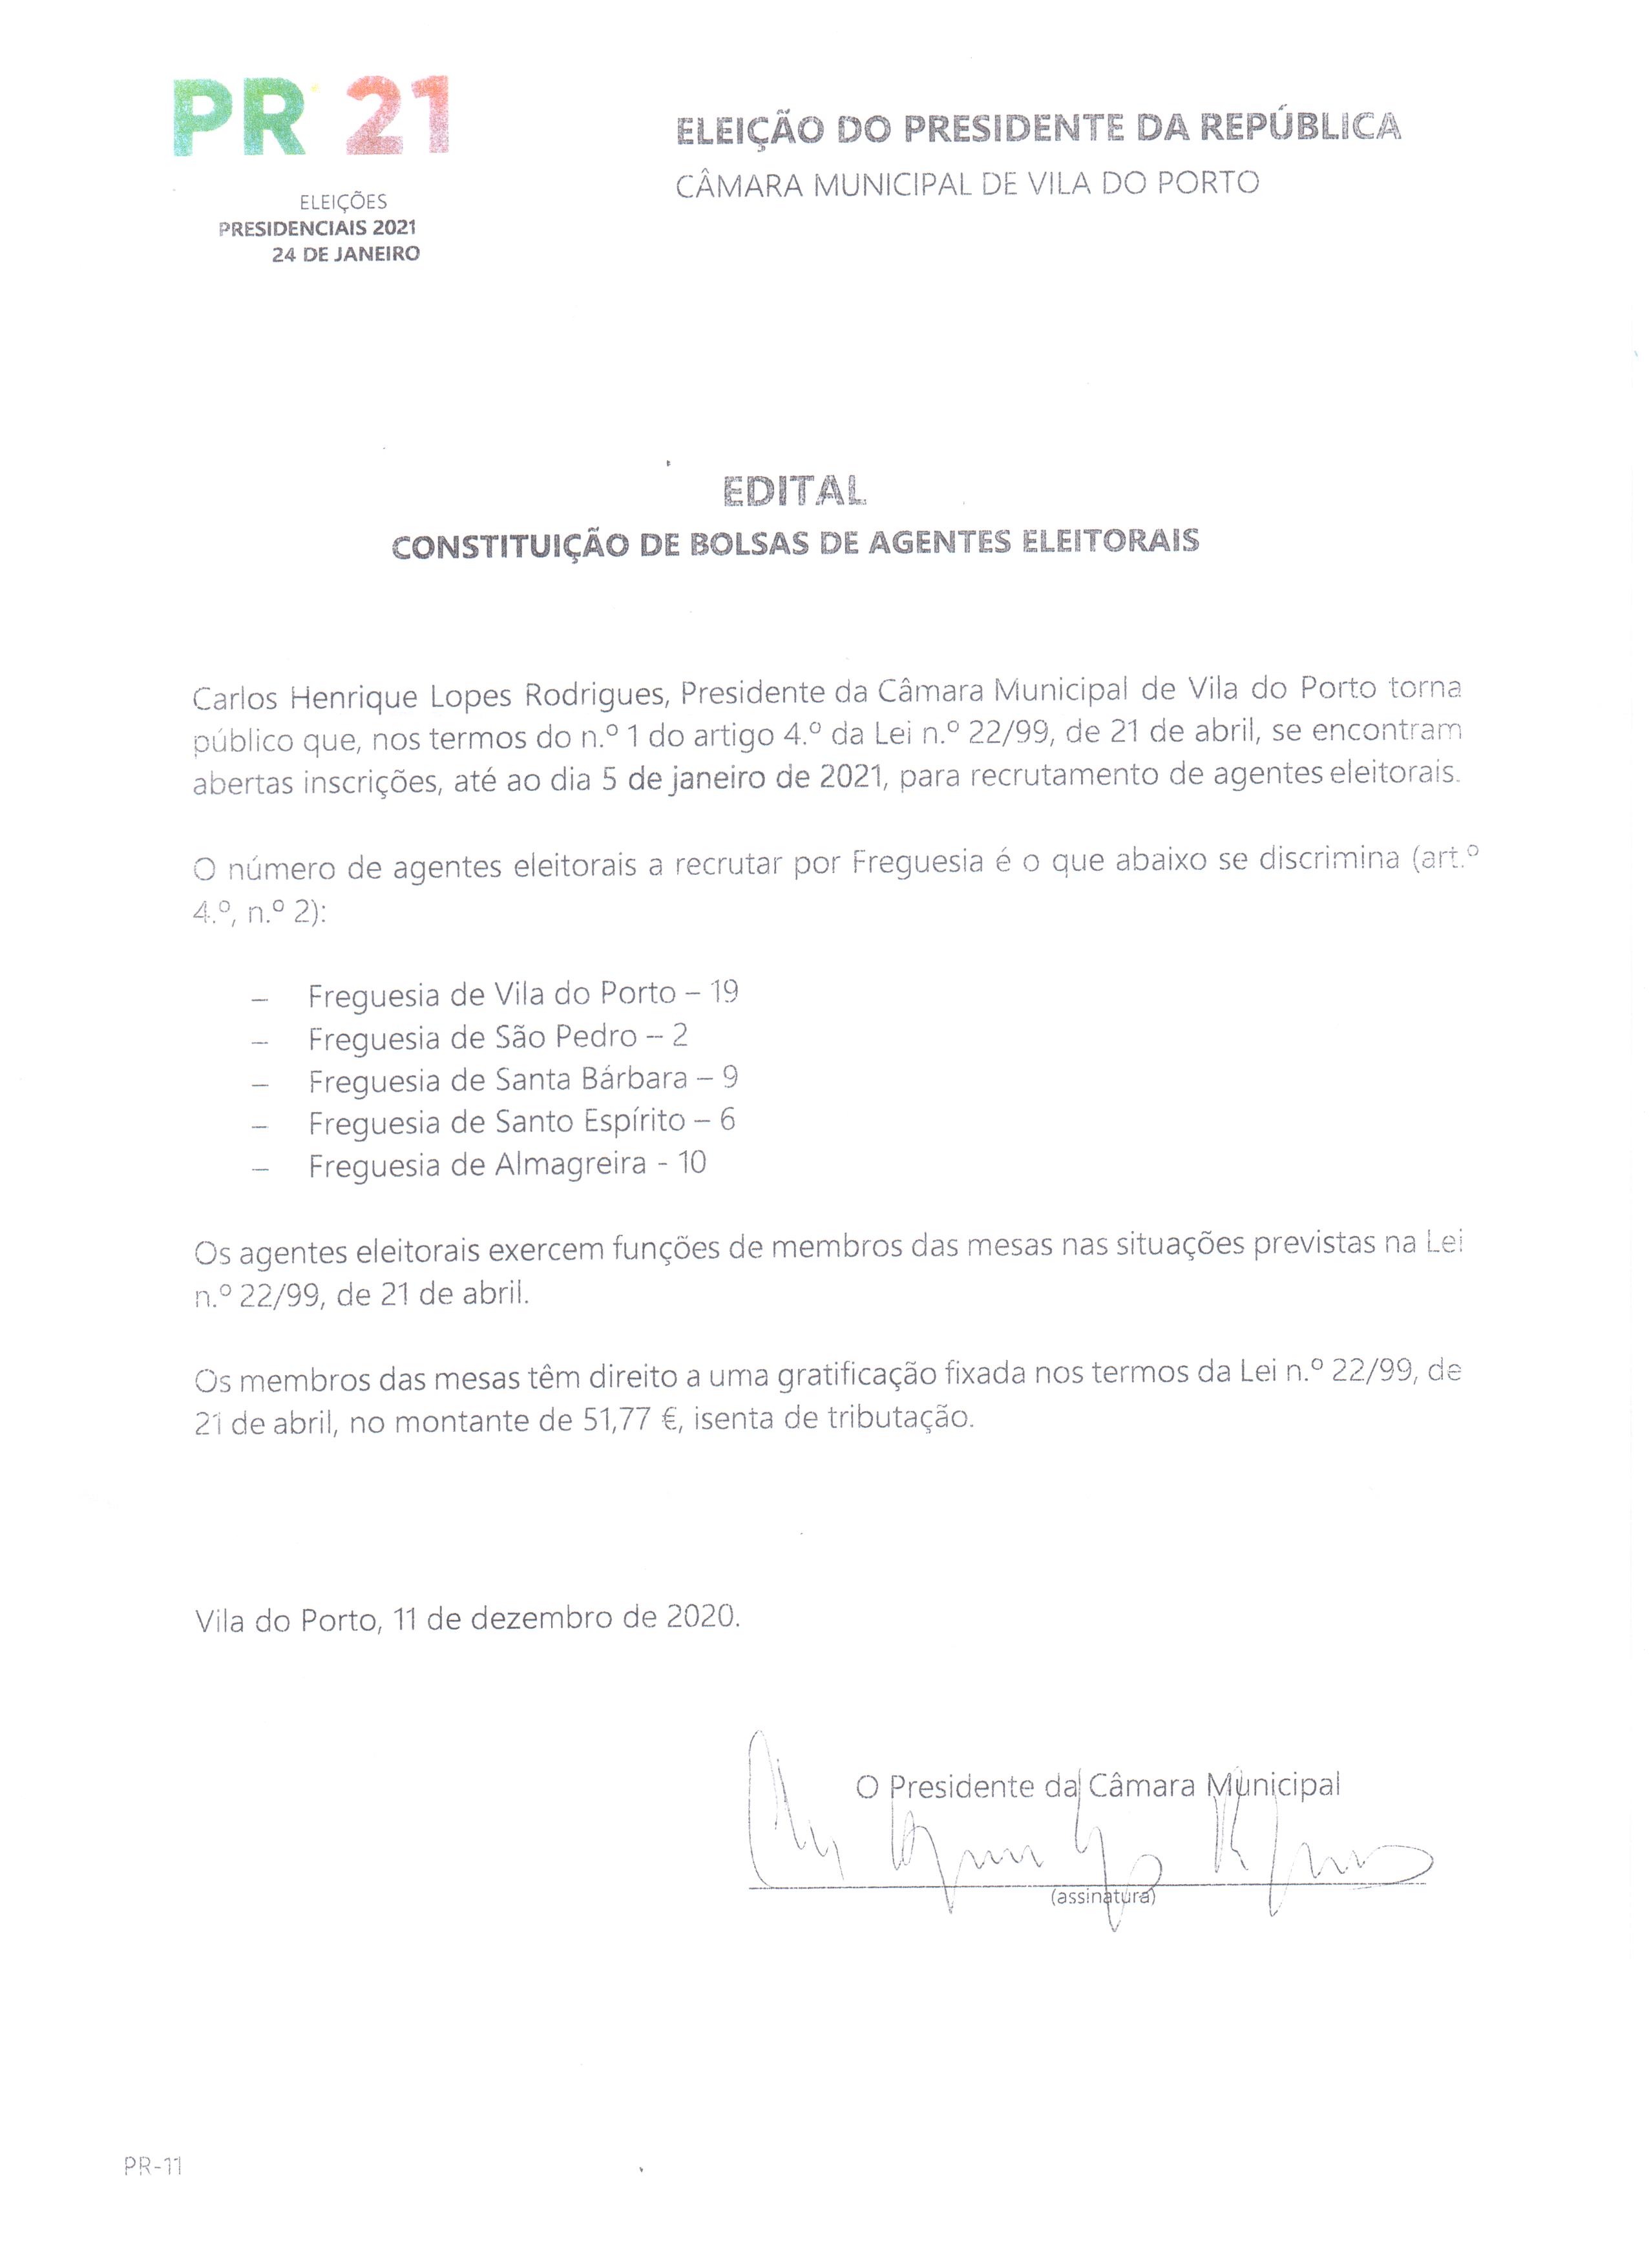 PR 21
ELEIÇÕES
PRESIDENCIAIS 2021
24 DE JANEIRO
ELEIÇÃO DO PRESIDENTE DA REPÚBLICA
CÂMARA MUNICIPAL DE VILA DO PORTO
EDITAL
CONSTITUIÇÃO DE BOLSAS DE AGENTES ELEITORAIS
Carlos Henrique Lopes Rodrigues, Presidente da Câmara Municipal de Vila do Porto torna
público que, nos termos do n.º 1 do artigo 4.º da Lei n.º 22/99, de 21 de abril, se encontram
abertas inscrições, até ao dia 5 de janeiro de 2021, para recrutamento de agentes eleitorais.
O número de agentes eleitorais a recrutar por Freguesia é o que abaixo se discrimina (art.º
4.º, n.º 2):
– Freguesia de Vila do Porto – 19
– Freguesia de São Pedro – 2
– Freguesia de Santa Bárbara – 9
– Freguesia de Santo Espírito – 6
– Freguesia de Almagreira - 10
Os agentes eleitorais exercem funções de membros das mesas nas situações previstas na Lei
n.º 22/99, de 21 de abril.
Os membros das mesas têm direito a uma gratificação fixada nos termos da Lei n.º 22/99, de
21 de abril, no montante de 51,77 €, isenta de tributação.
Vila do Porto, 11 de dezembro de 2020.
O Presidente da Câmara Municipal
(assinatura)
PR-11